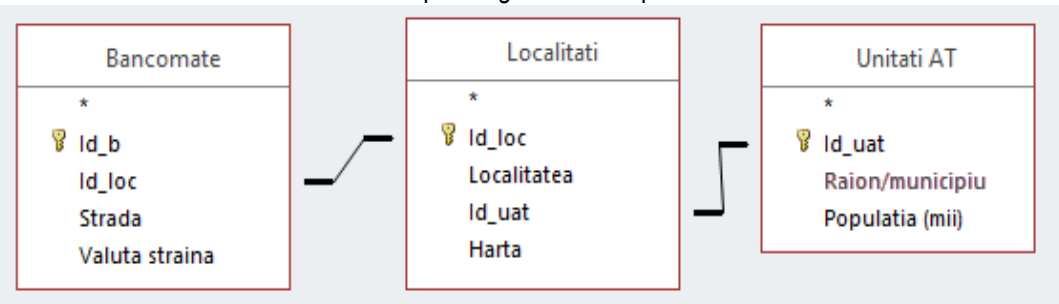 Bancomate
*
Id_b
Id_loc
Strada
Valuta straina
Localitati
*
Id_loc
Localitatea
Id_uat
Harta
Unitati AT
*
Id_uat
Raion/municipiu
Populatia (mii)